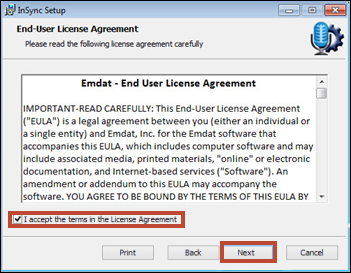 InSync Setup
End-User License Agreement
Please read the following license agreement carefully
Emdat - End User License Agreement
IMPORTANT-READ CAREFULLY: This End-User License Agreement
("EULA") is a legal agreement between you (either an individual or
a single entity) and Emdat, Inc. for the Emdat software that
accompanies this EULA, which includes computer software and may
include associated media, printed materials, "online" or electronic
documentation, and Internet-based services ("Software"). An
amendment or addendum to this EULA may accompany the
software. YOU AGREE TO BE BOUND BY THE TERMS OF THIS EULA BY
I accept the terms in the License Agreement
Print Back Next Cancel